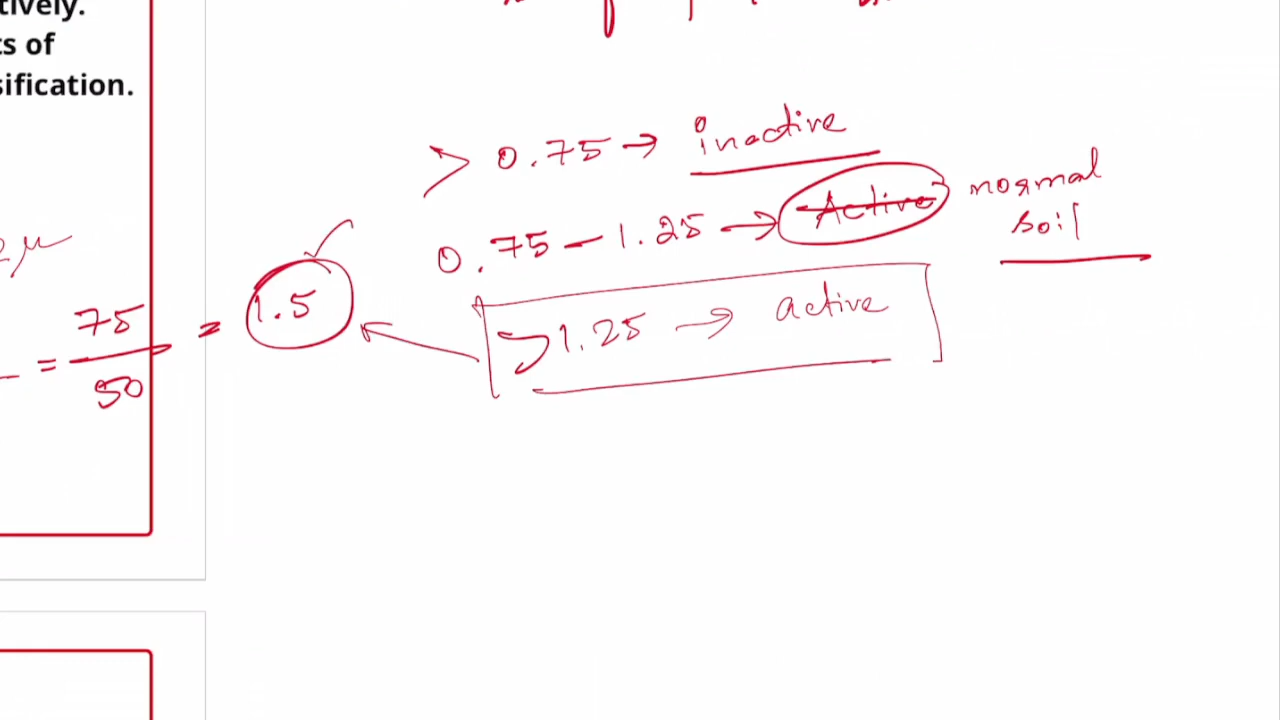 tively.
ts of
sification.
> 0.75 → inactive
0.75 - 1.25 → Active normal
soil
2μ
= 75/50 = 1.5
>1.25 → active